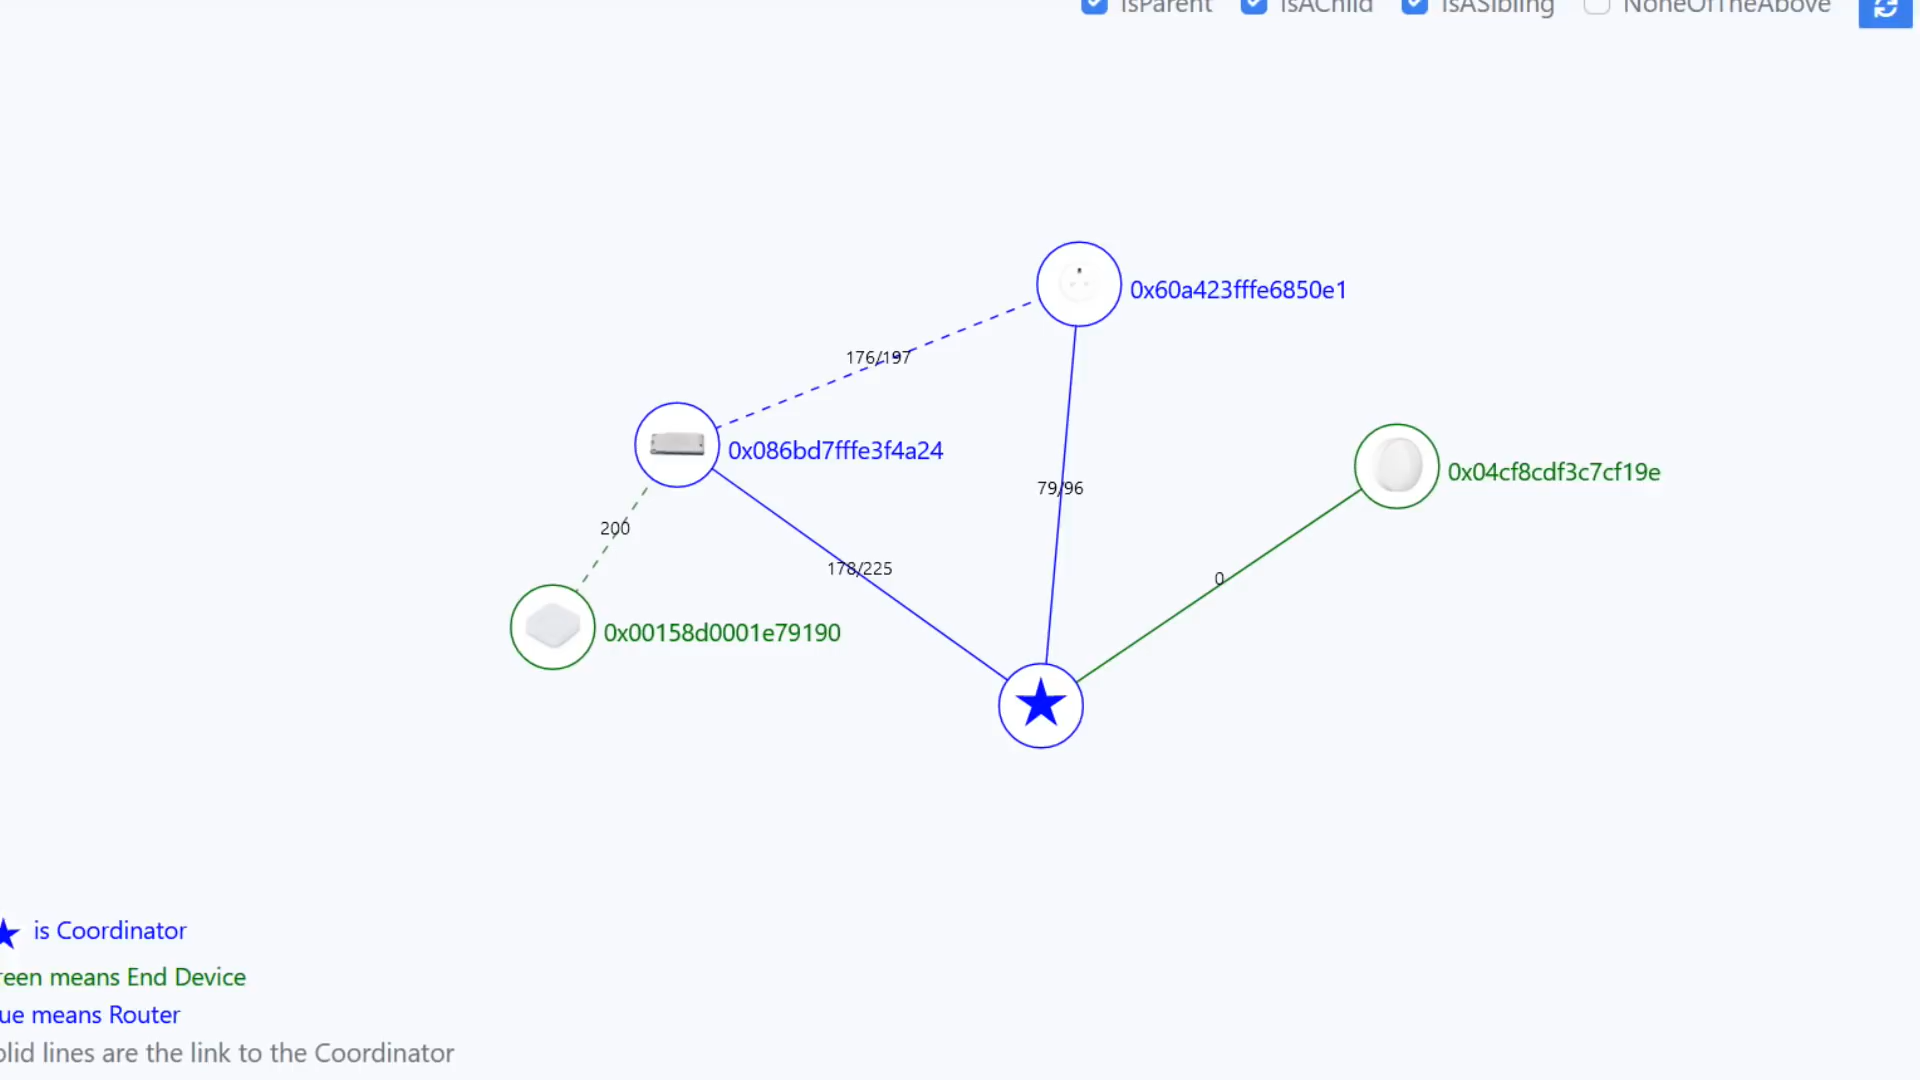 IsParent IsAChild IsASibling NoneOfTheAbove
0x60a423fffe6850e1
176/197
0x086bd7fffe3f4a24
0x04cf8cdf3c7cf19e
79/96
200
178/225
0
0x00158d0001e79190
is Coordinator
reen means End Device
ue means Router
olid lines are the link to the Coordinator